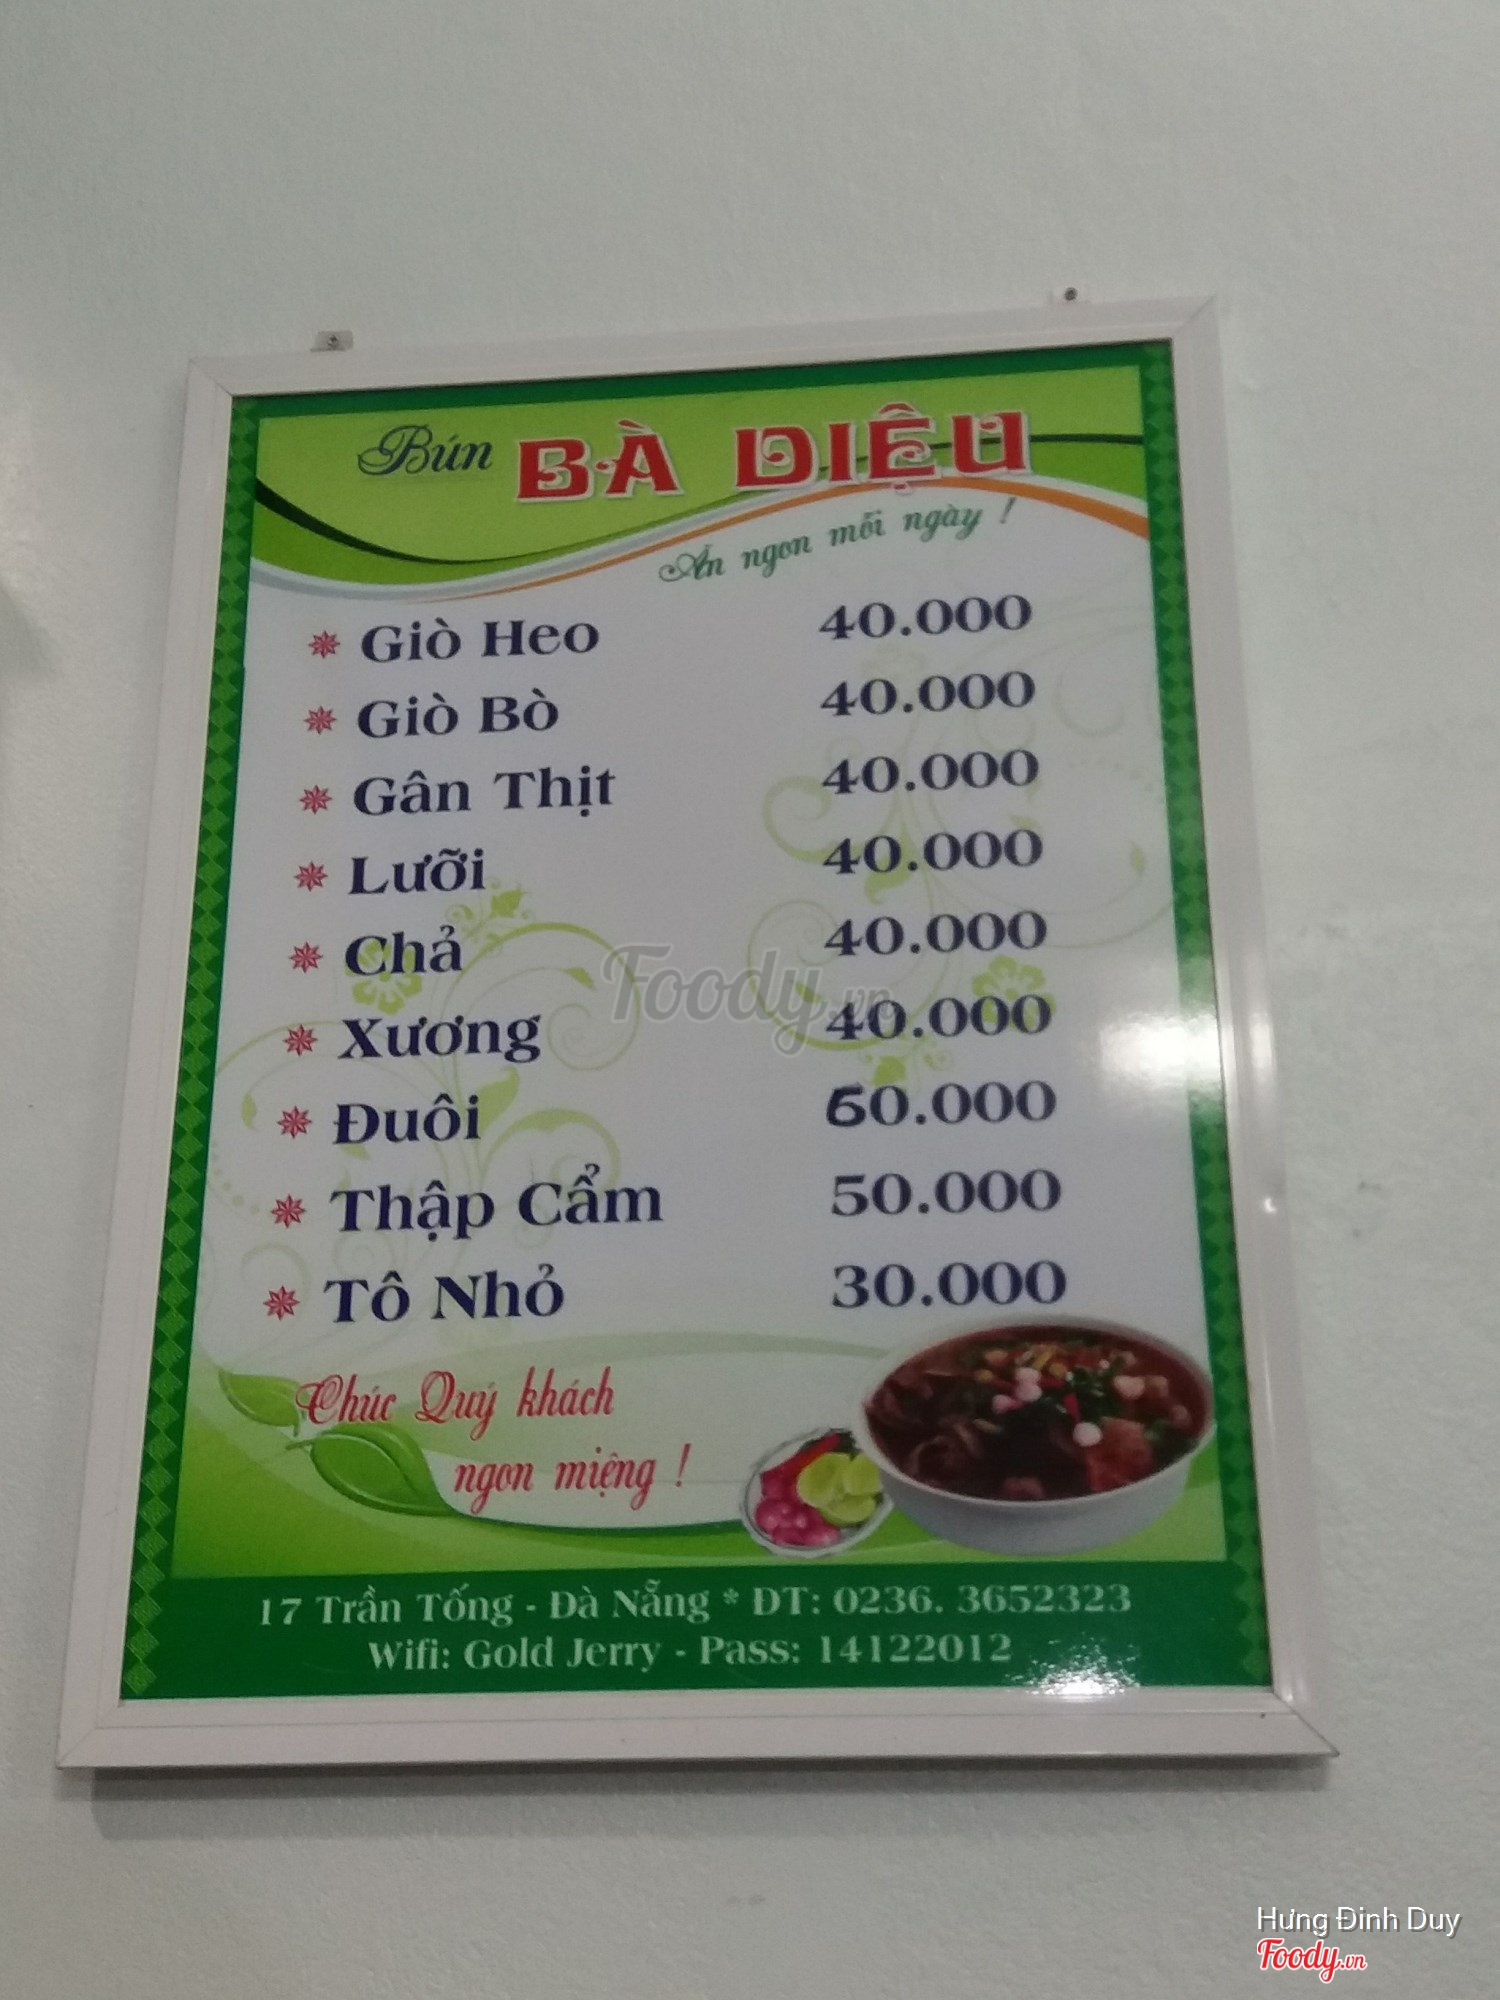 Bún BÀ DIỆU
Ăn ngon mỗi ngày !
Giò Heo 40.000
Giò Bò 40.000
Gân Thịt 40.000
Lưỡi 40.000
Chả 40.000
Xương 40.000
Đuôi 60.000
Thập Cẩm 50.000
Tô Nhỏ 30.000
Foody.vn
Chúc Quý khách
ngon miệng !
17 Trần Tống - Đà Nẵng * ĐT: 0236. 3652323
Wifi: Gold Jerry - Pass: 14122012
Hưng Đinh Duy
Foody.vn